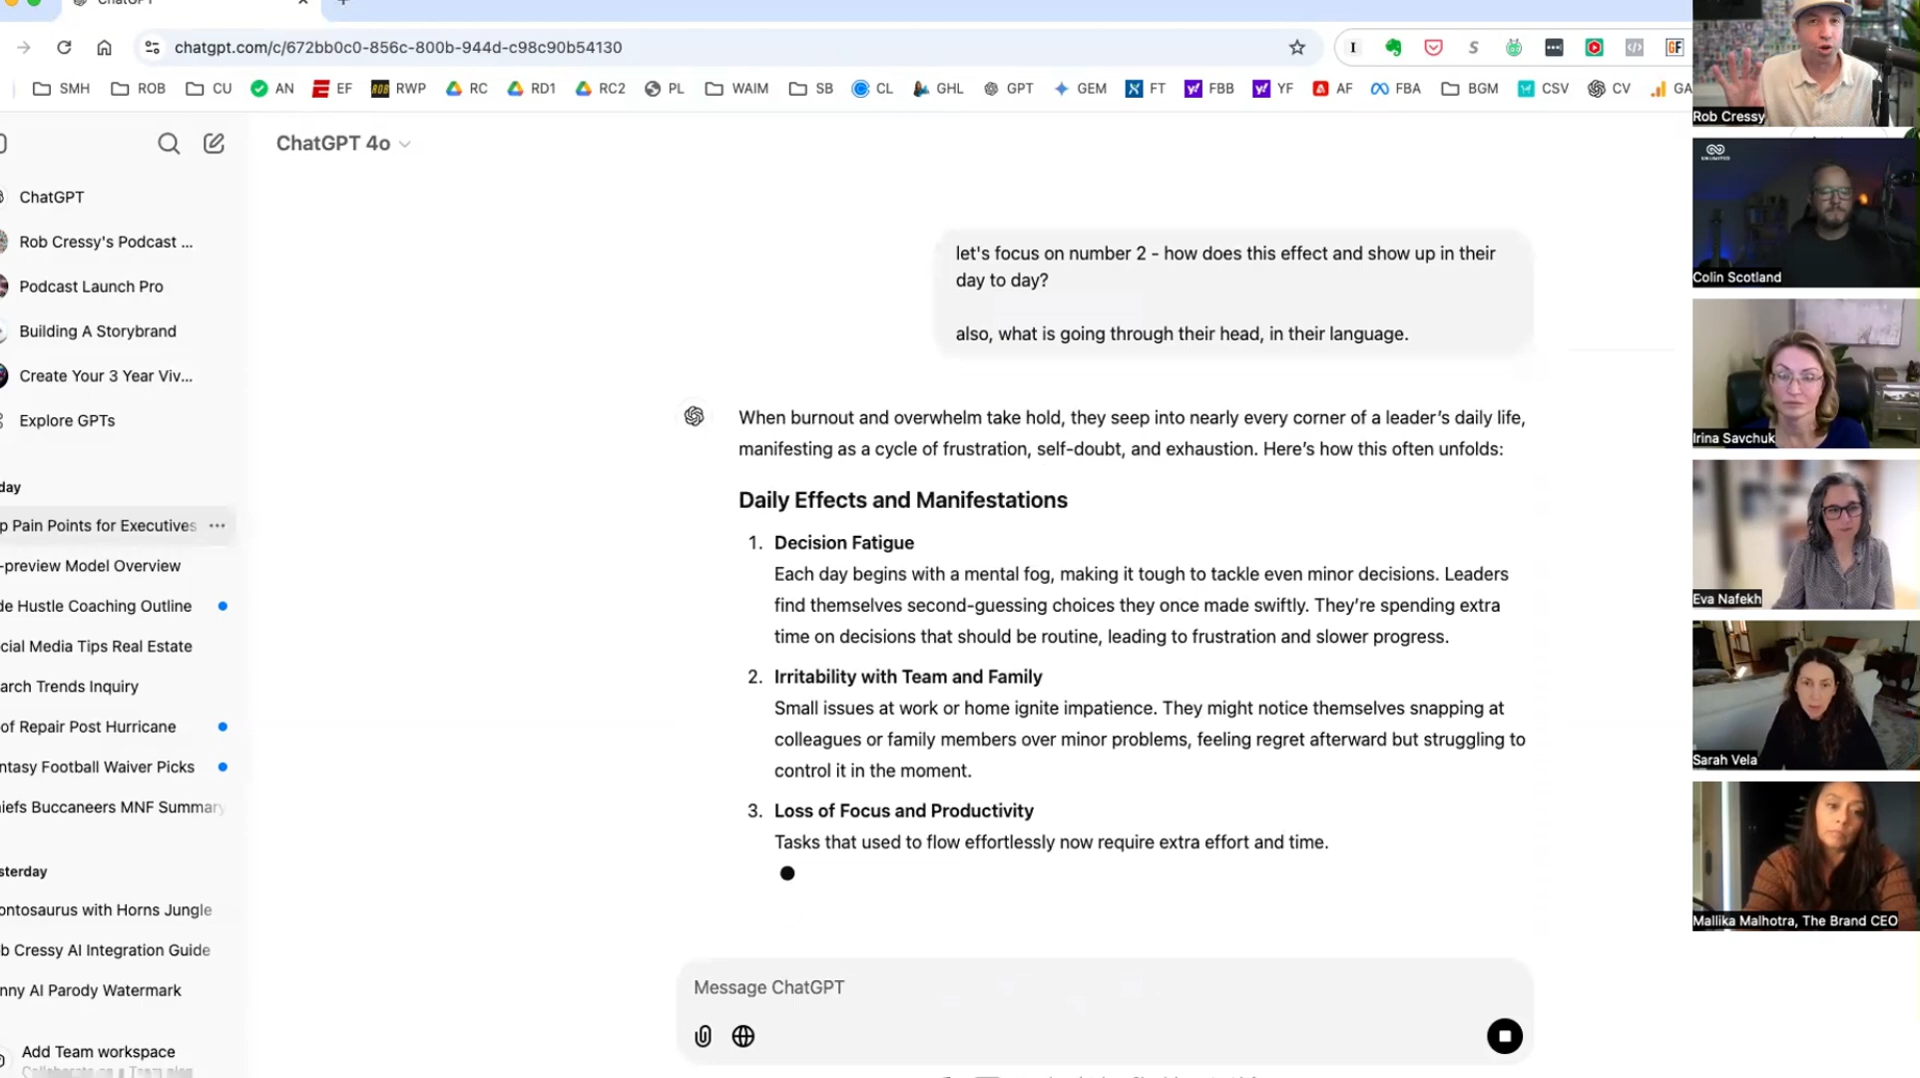 ChatGPT
chatgpt.com/c/672bb0c0-856c-800b-944d-c98c90b54130
SMH ROB CU AN EF RWP RC RD1 RC2 PL WAIM SB CL GHL GPT GEM FT FBB YF AF FBA BGM CSV CV GA
ChatGPT 4o
ChatGPT
Rob Cressy's Podcast ...
Podcast Launch Pro
Building A Storybrand
Create Your 3 Year Viv...
Explore GPTs
day
p Pain Points for Executives
-preview Model Overview
de Hustle Coaching Outline
cial Media Tips Real Estate
arch Trends Inquiry
of Repair Post Hurricane
ntasy Football Waiver Picks
iefs Buccaneers MNF Summary
sterday
ontosaurus with Horns Jungle
b Cressy AI Integration Guide
nny AI Parody Watermark
Add Team workspace
let's focus on number 2 - how does this effect and show up in their
day to day?
also, what is going through their head, in their language.
When burnout and overwhelm take hold, they seep into nearly every corner of a leader’s daily life,
manifesting as a cycle of frustration, self-doubt, and exhaustion. Here’s how this often unfolds:
Daily Effects and Manifestations
1. Decision Fatigue
Each day begins with a mental fog, making it tough to tackle even minor decisions. Leaders
find themselves second-guessing choices they once made swiftly. They’re spending extra
time on decisions that should be routine, leading to frustration and slower progress.
2. Irritability with Team and Family
Small issues at work or home ignite impatience. They might notice themselves snapping at
colleagues or family members over minor problems, feeling regret afterward but struggling to
control it in the moment.
3. Loss of Focus and Productivity
Tasks that used to flow effortlessly now require extra effort and time.
Message ChatGPT
Rob Cressy
Colin Scotland
Irina Savchuk
Eva Nafekh
Sarah Vela
Mallika Malhotra, The Brand CEO